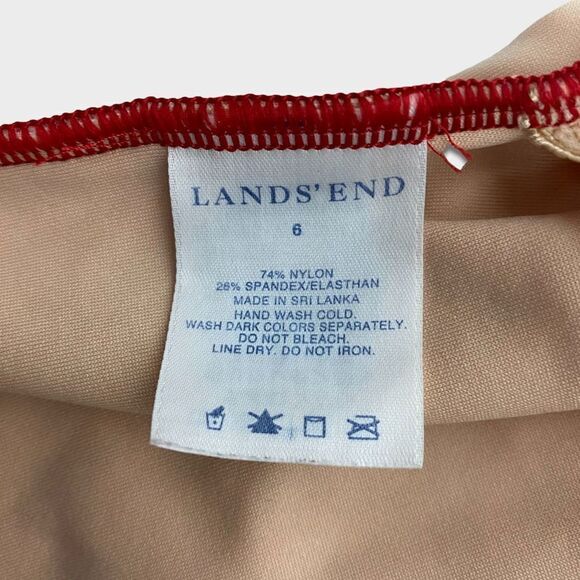 LANDS' END
6
74% NYLON
26% SPANDEX/ELASTHAN
MADE IN SRI LANKA
HAND WASH COLD.
WASH DARK COLORS SEPARATELY.
DO NOT BLEACH.
LINE DRY. DO NOT IRON.